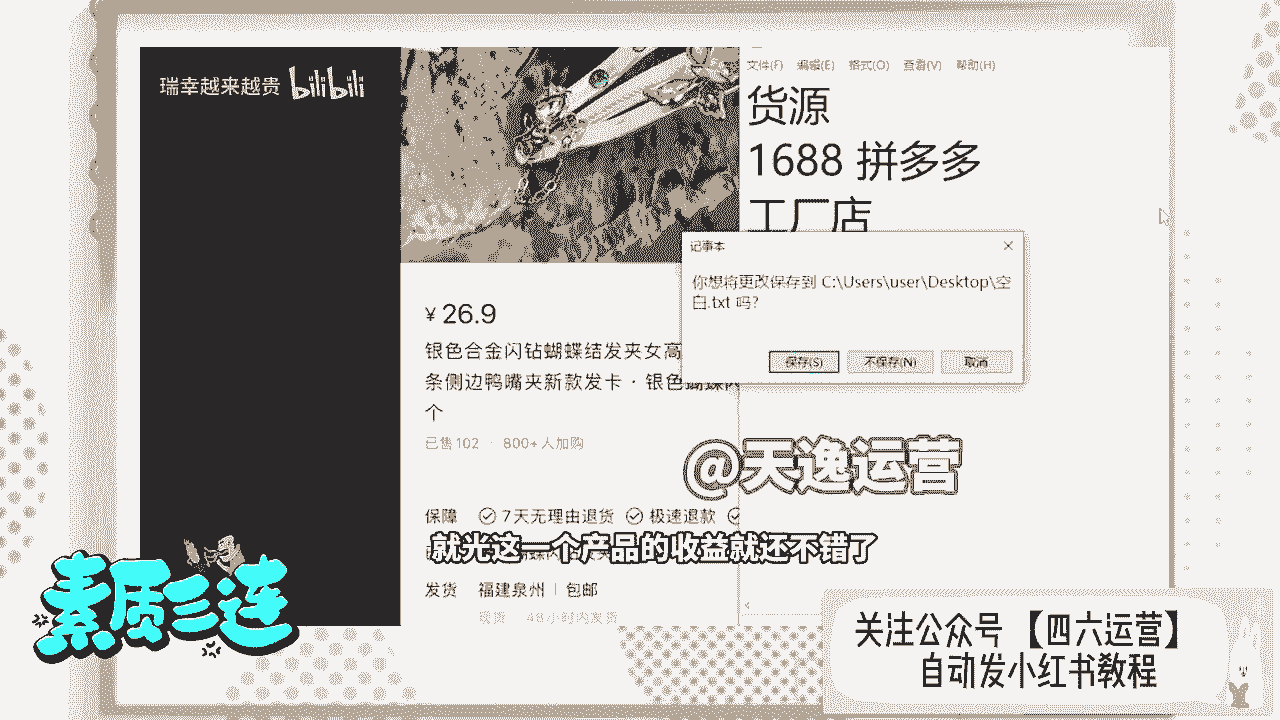 瑞幸越来越贵 bilibili
文件(F) 编辑(E) 格式(O) 查看(V) 帮助(H)
货源
1688 拼多多
工厂店
记事本
你想将更改保存到 C:\Users\user\Desktop\空
白.txt 吗?
保存(S) 不保存(N) 取消
¥ 26.9
银色合金闪钻蝴蝶结发夹女高
条侧边鸭嘴夹新款发卡 · 银色蝴蝶
个
已售 102 · 800+ 人加购
@天逸运营
保障 7天无理由退货 极速退款
就光这一个产品的收益就还不错了
发货 福建泉州 | 包邮
现货 48小时内发货
素质三连
关注公众号【四六运营】
自动发小红书教程